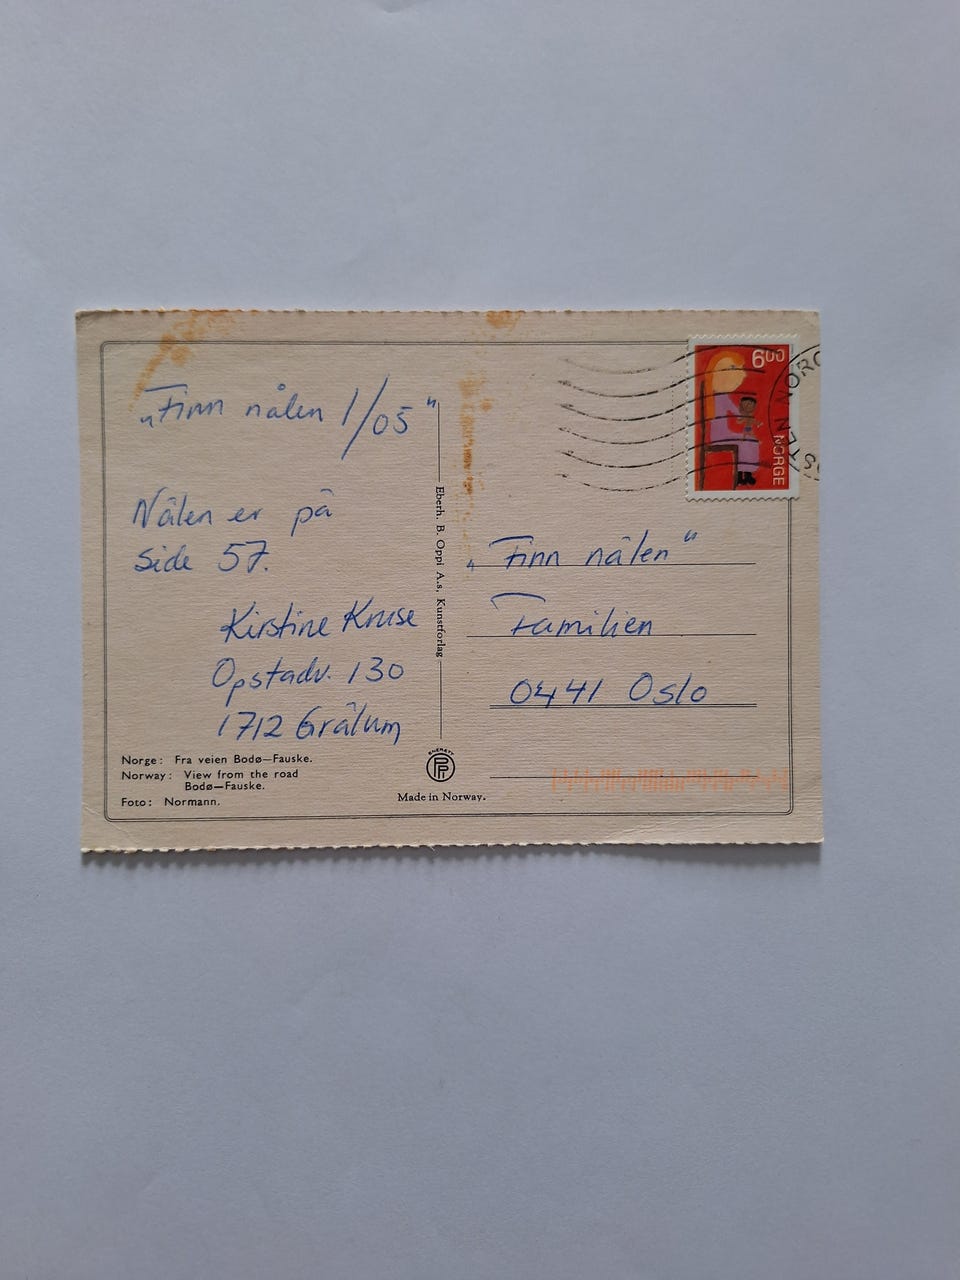 „Finn nålen 1/05"
Nålen er på
side 57.
Kirstine Kruse
Opstadv. 130
1712 Grålum
Norge: Fra veien Bodø—Fauske.
Norway: View from the road
Bodø—Fauske.
Foto: Normann.
Eberh. B. Oppi A.s. Kunstforlag
ENERETT
Made in Norway.
600
NORGE
„Finn nålen"
Familien
0441 Oslo